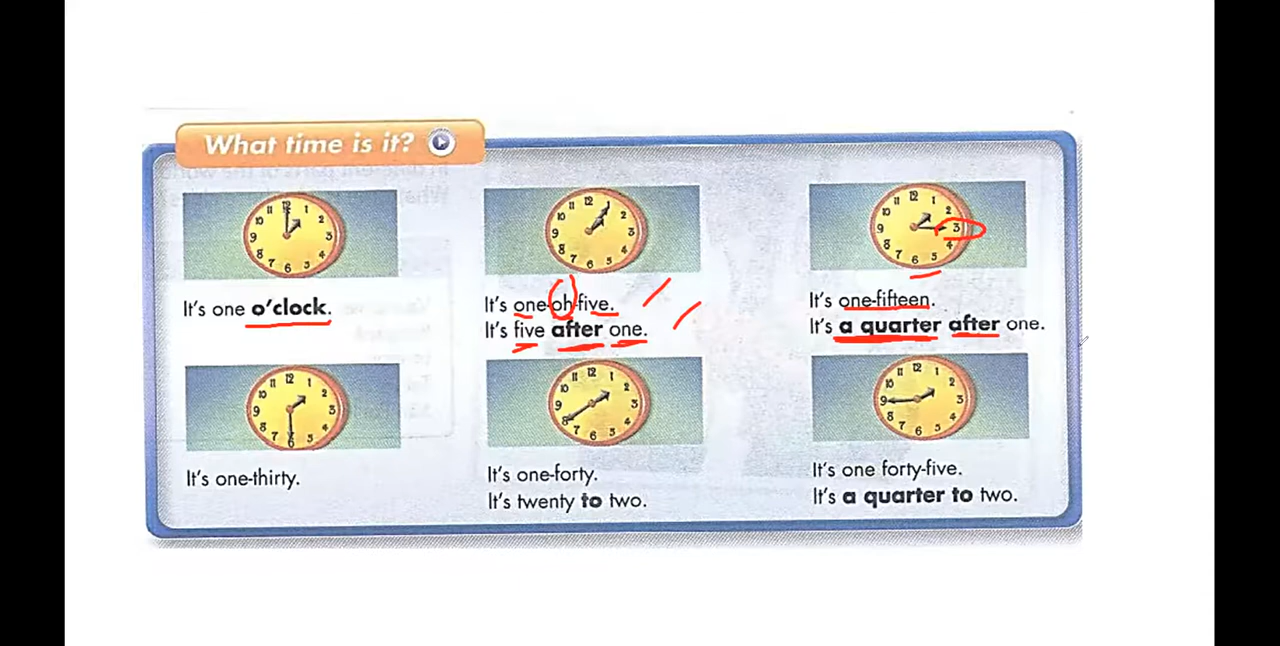 What time is it?
It's one o'clock.
It's one-oh-five.
It's five after one.
It's one-fifteen.
It's a quarter after one.
It's one-thirty.
It's one-forty.
It's twenty to two.
It's one forty-five.
It's a quarter to two.